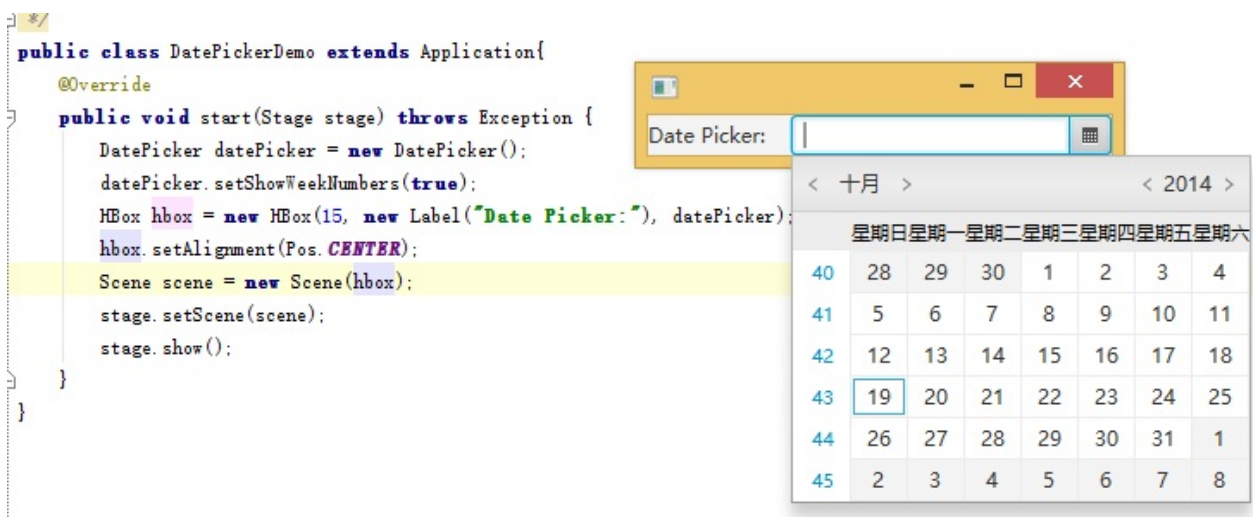 */
public class DatePickerDemo extends Application{
@Override
public void start(Stage stage) throws Exception {
DatePicker datePicker = new DatePicker();
datePicker.setShowWeekNumbers(true);
HBox hbox = new HBox(15, new Label("Date Picker:"), datePicker);
hbox.setAlignment(Pos.CENTER);
Scene scene = new Scene(hbox);
stage.setScene(scene);
stage.show();
}
}
Date Picker:
< 十月 > < 2014 >
星期日 星期一 星期二 星期三 星期四 星期五 星期六
40 28 29 30 1 2 3 4
41 5 6 7 8 9 10 11
42 12 13 14 15 16 17 18
43 19 20 21 22 23 24 25
44 26 27 28 29 30 31 1
45 2 3 4 5 6 7 8